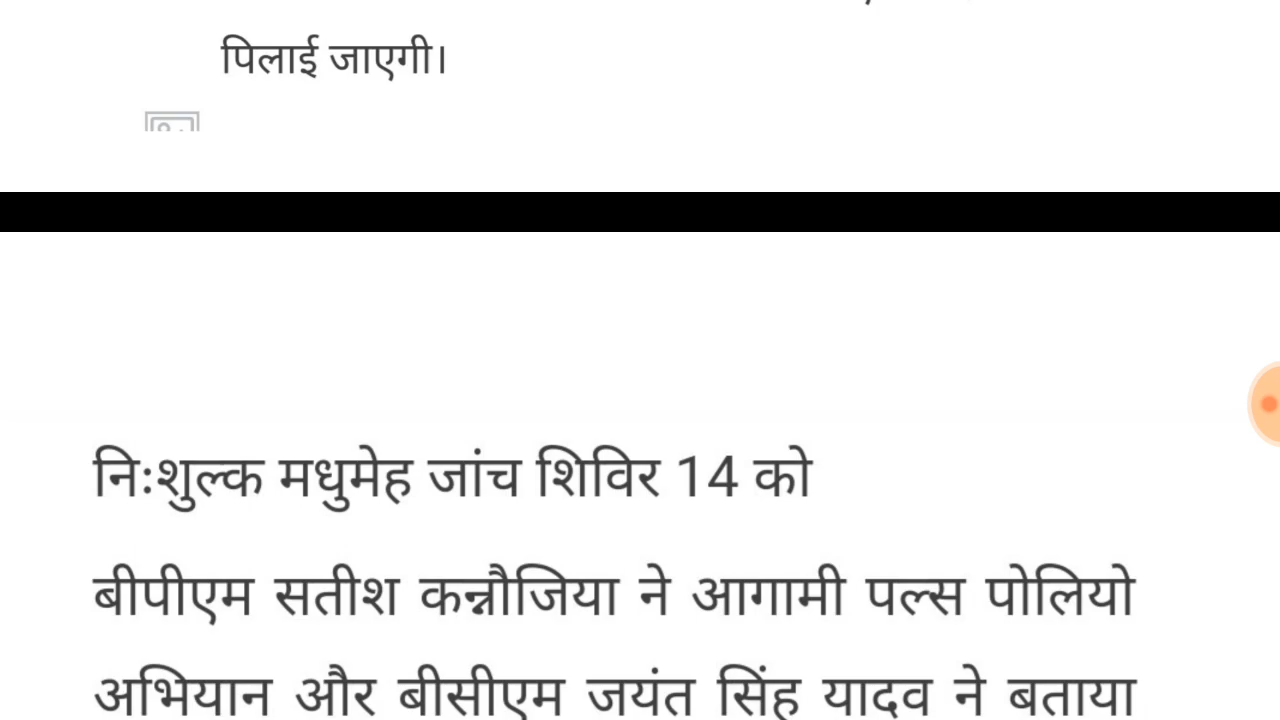 पिलाई जाएगी।
निःशुल्क मधुमेह जांच शिविर 14 को
बीपीएम सतीश कन्नौजिया ने आगामी पल्स पोलियो
अभियान और बीसीएम जयंत सिंह यादव ने बताया